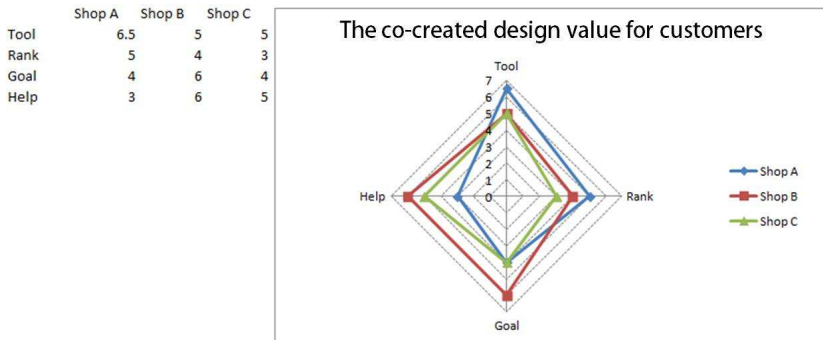 Shop A Shop B Shop C
Tool 6.5 5 5
Rank 5 4 3
Goal 4 6 4
Help 3 6 5
The co-created design value for customers
Tool
7
6
5
4
3
2
1
0
Help
Rank
Goal
Shop A
Shop B
Shop C